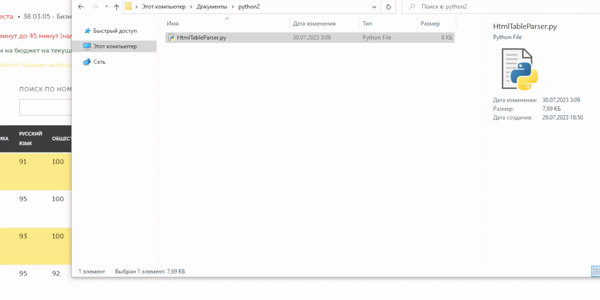 Этот компьютер > Документы > python2
Поиск в: python2
еста • 38.03.05 - Бизн
минут до 45 минут (на
и на бюджет на текущ
Быстрый доступ
Этот компьютер
Сеть
Имя Дата изменения Тип Размер
HtmlTableParser.py 30.07.2023 3:09 Python File 8 КБ
HtmlTableParser.py
Python File
Дата изменения: 30.07.2023 3:09
Размер: 7,69 КБ
Дата создания: 29.07.2023 18:50
ПОИСК ПО НОМ
ИКА РУССКИЙ ЯЗЫК ОБЩЕСТ
91 100
95 100
93 100
95 92
1 элемент Выбран 1 элемент: 7,69 КБ